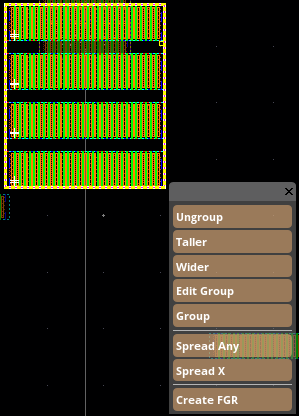 ×
Ungroup
Taller
Wider
Edit Group
Group
Spread Any
Spread X
Create FGR